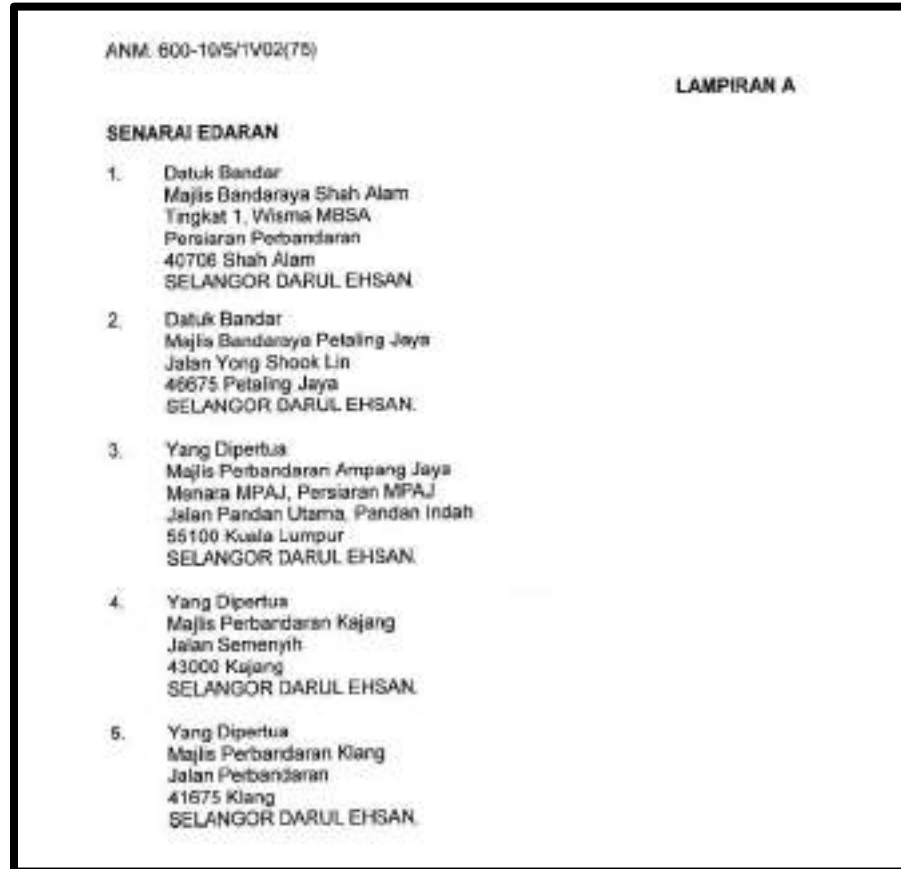 ANM. 600-10/5/1V02(75)
LAMPIRAN A
SENARAI EDARAN
1. Datuk Bandar
Majlis Bandaraya Shah Alam
Tingkat 1, Wisma MBSA
Persiaran Perbandaran
40706 Shah Alam
SELANGOR DARUL EHSAN.
2. Datuk Bandar
Majlis Bandaraya Petaling Jaya
Jalan Yong Shook Lin
46675 Petaling Jaya
SELANGOR DARUL EHSAN.
3. Yang Dipertua
Majlis Perbandaran Ampang Jaya
Menara MPAJ, Persiaran MPAJ
Jalan Pandan Utama, Pandan Indah
55100 Kuala Lumpur
SELANGOR DARUL EHSAN.
4. Yang Dipertua
Majlis Perbandaran Kajang
Jalan Semenyih
43000 Kajang
SELANGOR DARUL EHSAN.
5. Yang Dipertua
Majlis Perbandaran Klang
Jalan Perbandaran
41675 Klang
SELANGOR DARUL EHSAN.